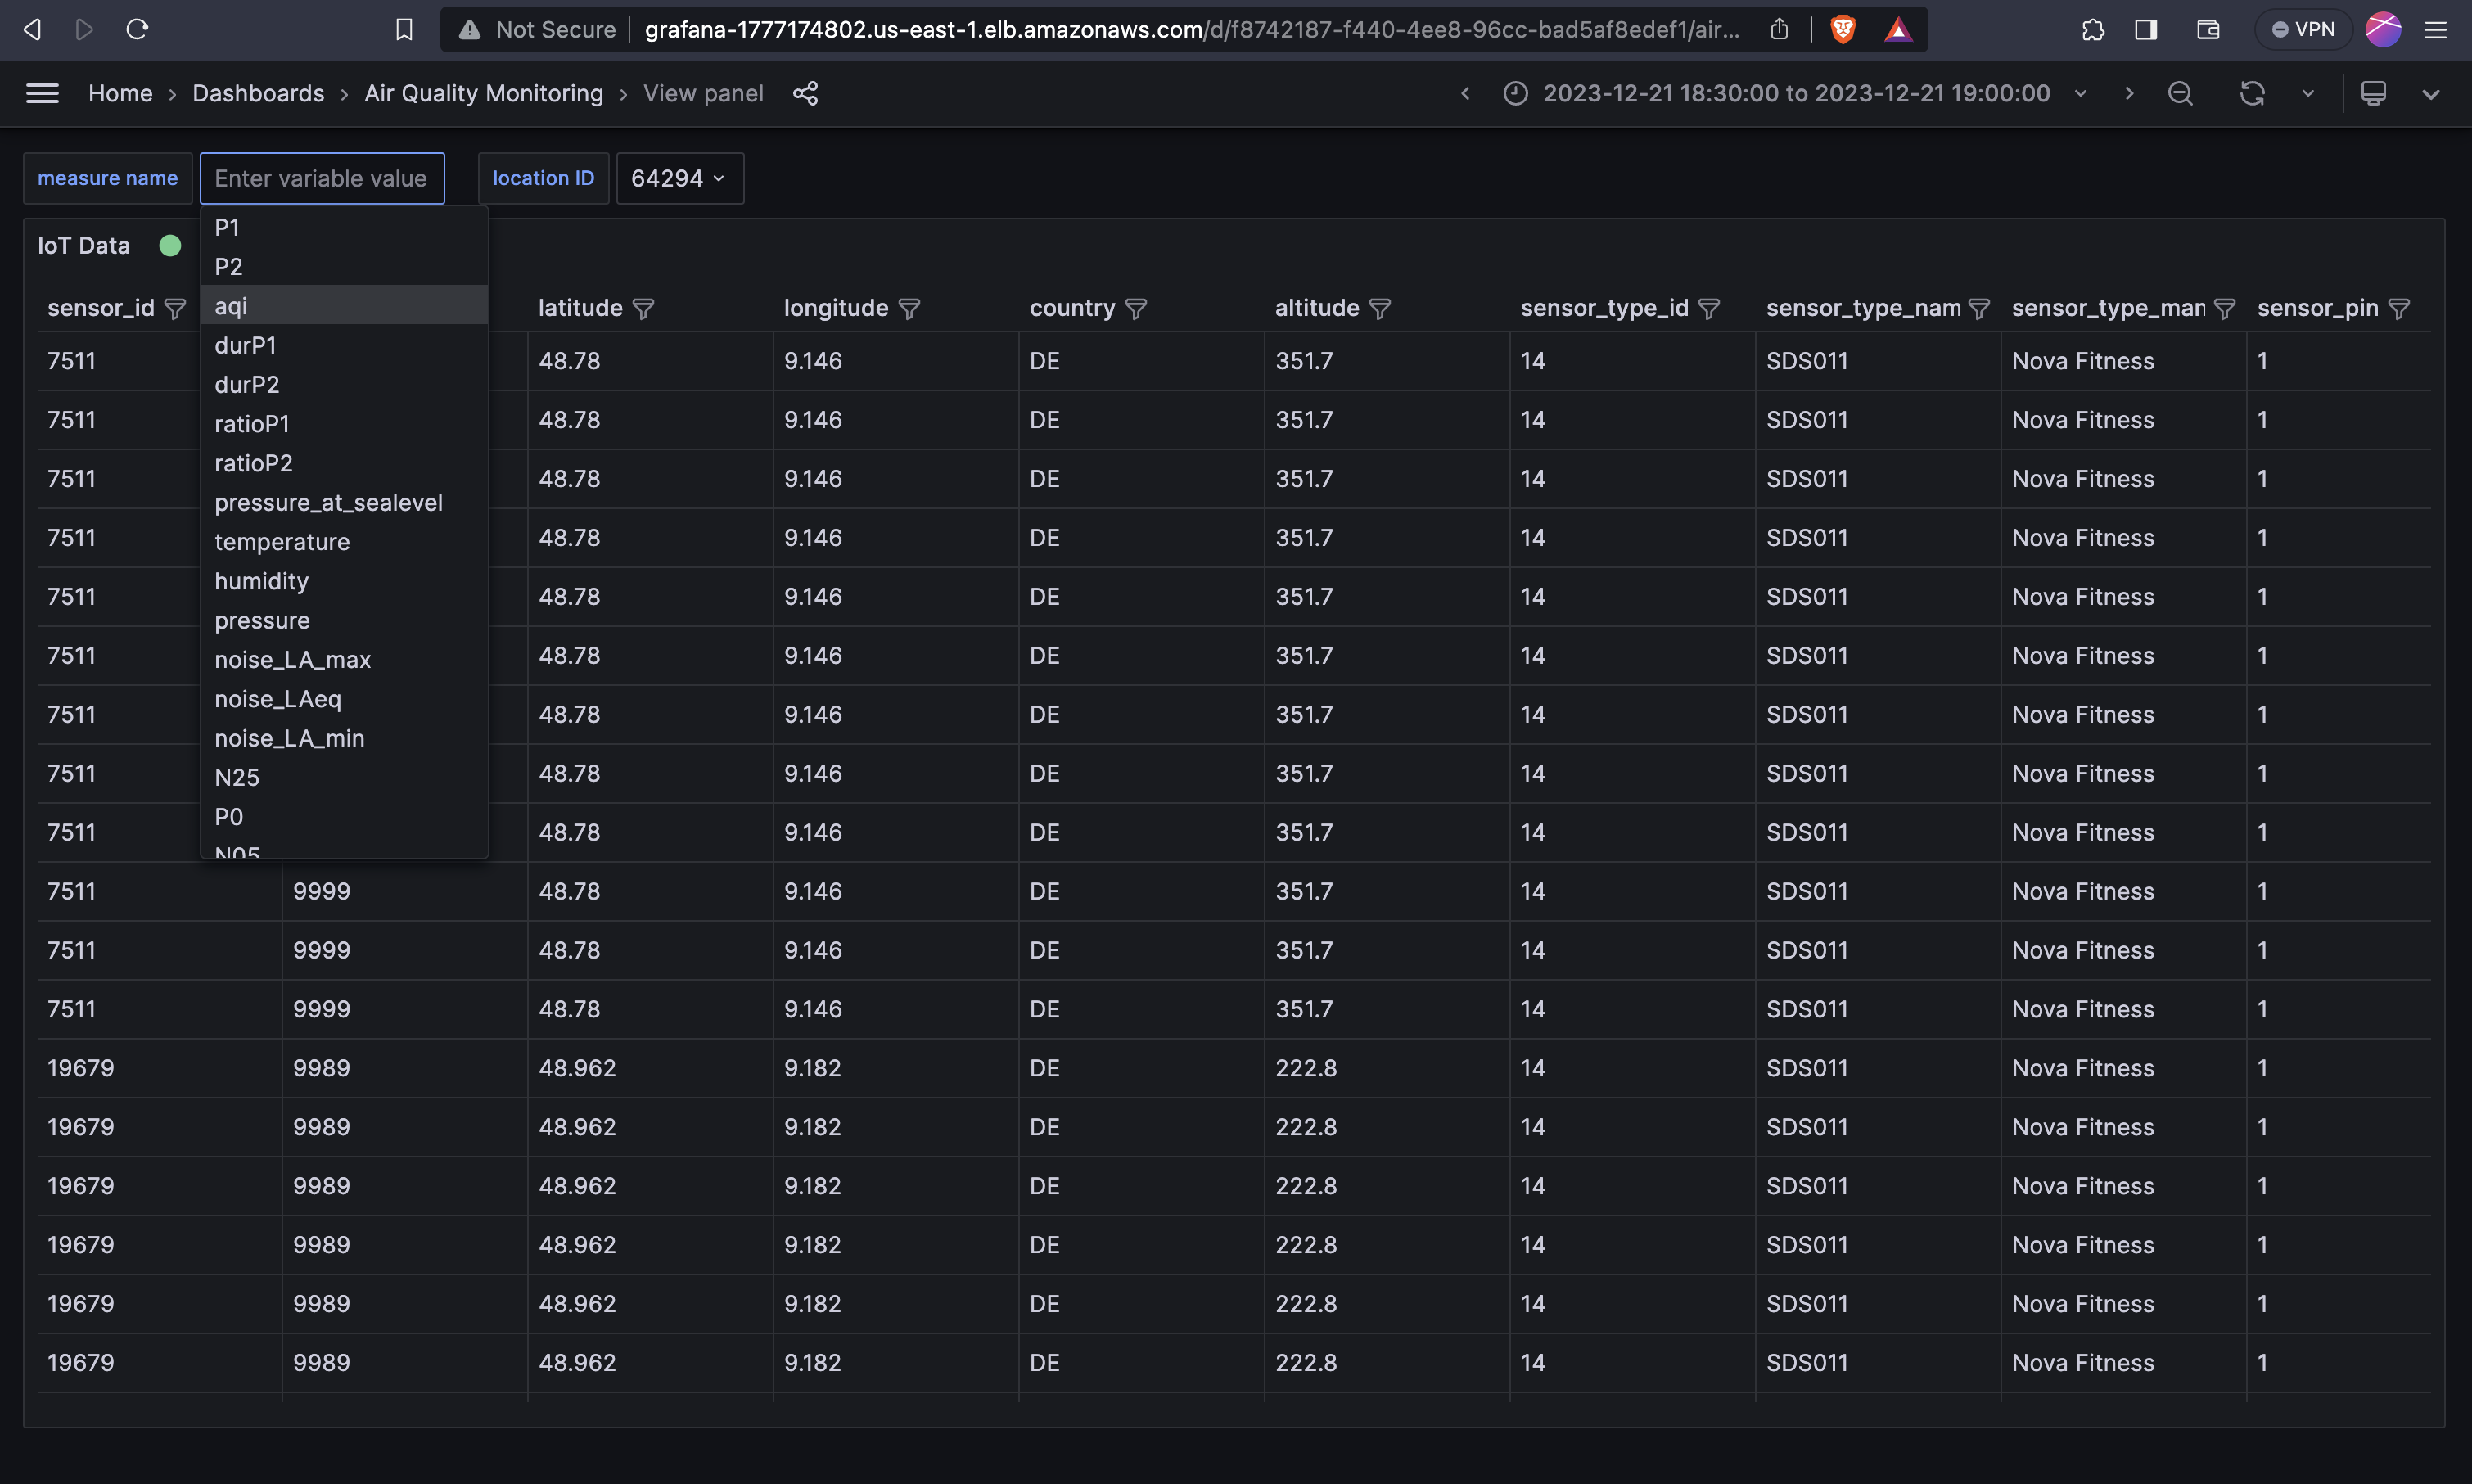 Not Secure grafana-1777174802.us-east-1.elb.amazonaws.com/d/f8742187-f440-4ee8-96cc-bad5af8edef1/air... VPN
Home › Dashboards › Air Quality Monitoring › View panel 2023-12-21 18:30:00 to 2023-12-21 19:00:00
measure name Enter variable value location ID 64294
IoT Data
P1
P2
aqi
durP1
durP2
ratioP1
ratioP2
pressure_at_sealevel
temperature
humidity
pressure
noise_LA_max
noise_LAeq
noise_LA_min
N25
P0
N05
sensor_id latitude longitude country altitude sensor_type_id sensor_type_nam sensor_type_man sensor_pin
7511 48.78 9.146 DE 351.7 14 SDS011 Nova Fitness 1
7511 48.78 9.146 DE 351.7 14 SDS011 Nova Fitness 1
7511 48.78 9.146 DE 351.7 14 SDS011 Nova Fitness 1
7511 48.78 9.146 DE 351.7 14 SDS011 Nova Fitness 1
7511 48.78 9.146 DE 351.7 14 SDS011 Nova Fitness 1
7511 48.78 9.146 DE 351.7 14 SDS011 Nova Fitness 1
7511 48.78 9.146 DE 351.7 14 SDS011 Nova Fitness 1
7511 48.78 9.146 DE 351.7 14 SDS011 Nova Fitness 1
7511 48.78 9.146 DE 351.7 14 SDS011 Nova Fitness 1
7511 9999 48.78 9.146 DE 351.7 14 SDS011 Nova Fitness 1
7511 9999 48.78 9.146 DE 351.7 14 SDS011 Nova Fitness 1
7511 9999 48.78 9.146 DE 351.7 14 SDS011 Nova Fitness 1
19679 9989 48.962 9.182 DE 222.8 14 SDS011 Nova Fitness 1
19679 9989 48.962 9.182 DE 222.8 14 SDS011 Nova Fitness 1
19679 9989 48.962 9.182 DE 222.8 14 SDS011 Nova Fitness 1
19679 9989 48.962 9.182 DE 222.8 14 SDS011 Nova Fitness 1
19679 9989 48.962 9.182 DE 222.8 14 SDS011 Nova Fitness 1
19679 9989 48.962 9.182 DE 222.8 14 SDS011 Nova Fitness 1